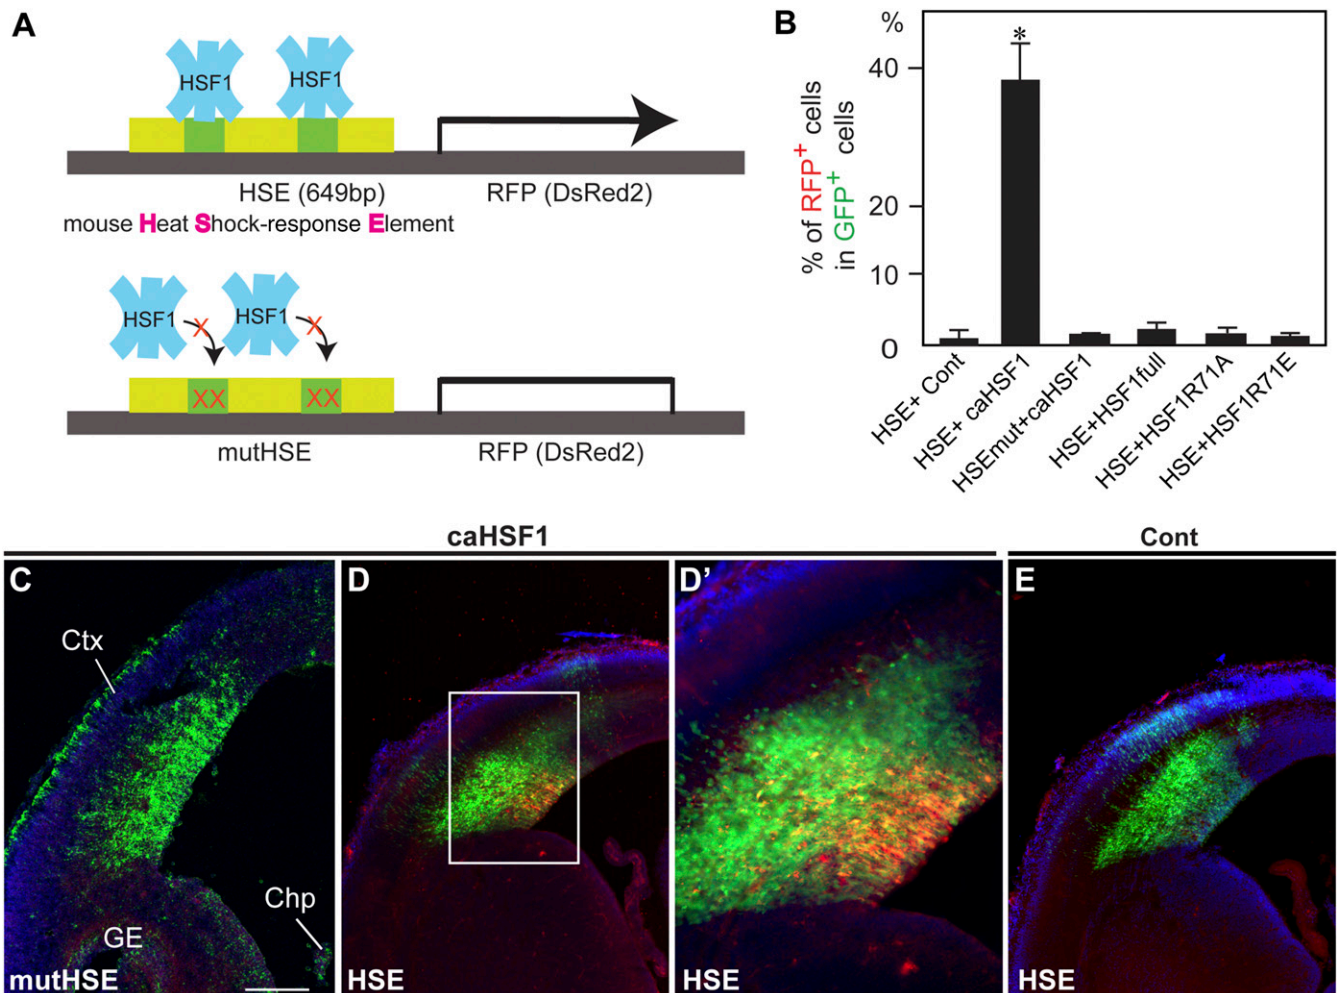 A
HSF1 HSF1
HSE (649bp) RFP (DsRed2)
mouse Heat Shock-response Element
HSF1 HSF1
X X
XX XX
mutHSE RFP (DsRed2)
B
%
*
40
20
10
0
% of RFP+ cells
in GFP+ cells
HSE+ Cont
HSE+ caHSF1
HSEmut+caHSF1
HSE+HSF1full
HSE+HSF1R71A
HSE+HSF1R71E
caHSF1 Cont
C
Ctx
Chp
GE
mutHSE
D
HSE
D’
HSE
E
HSE